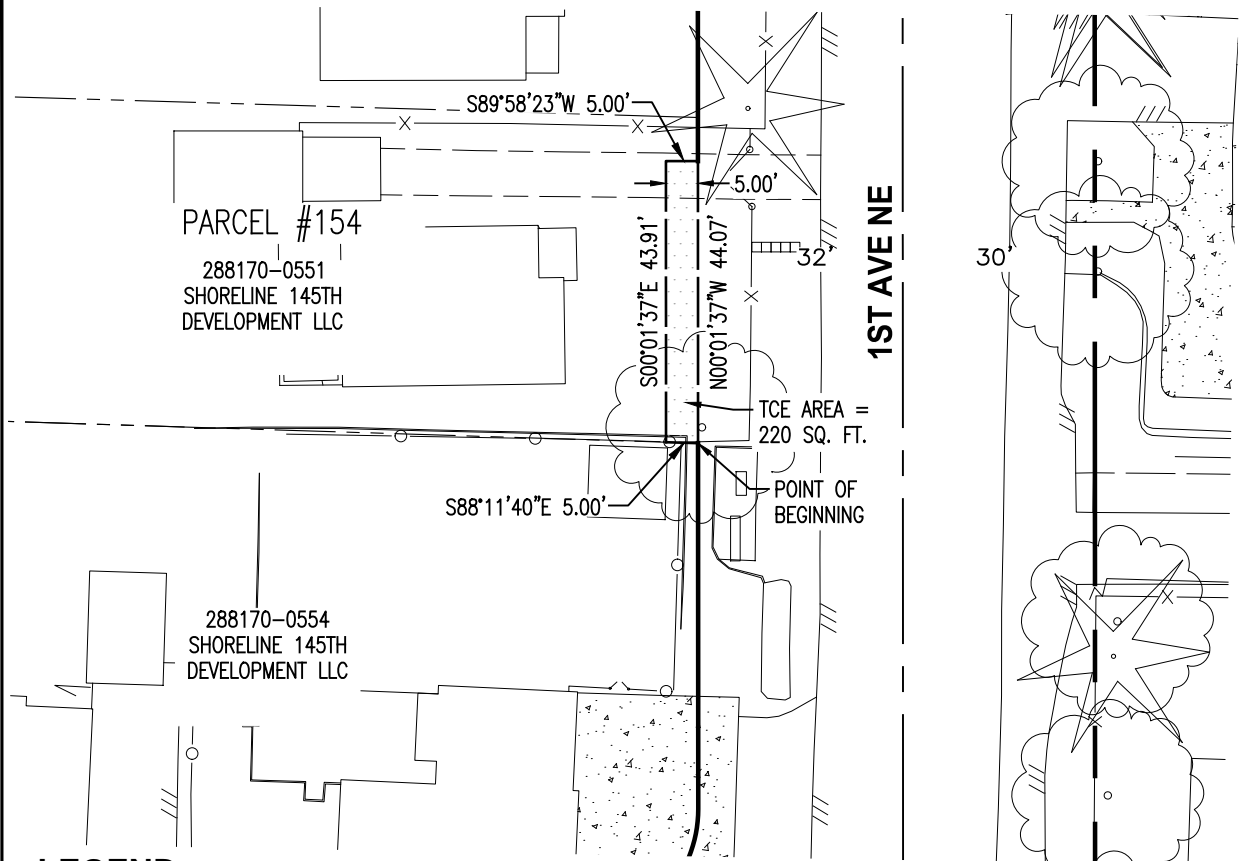 S89°58'23"W 5.00'
5.00'
PARCEL #154
288170-0551
SHORELINE 145TH
DEVELOPMENT LLC
S00°01'37"E 43.91'
N00°01'37"W 44.07'
32'
1ST AVE NE
30'
TCE AREA =
220 SQ. FT.
S88°11'40"E 5.00'
POINT OF
BEGINNING
288170-0554
SHORELINE 145TH
DEVELOPMENT LLC
LEGEND